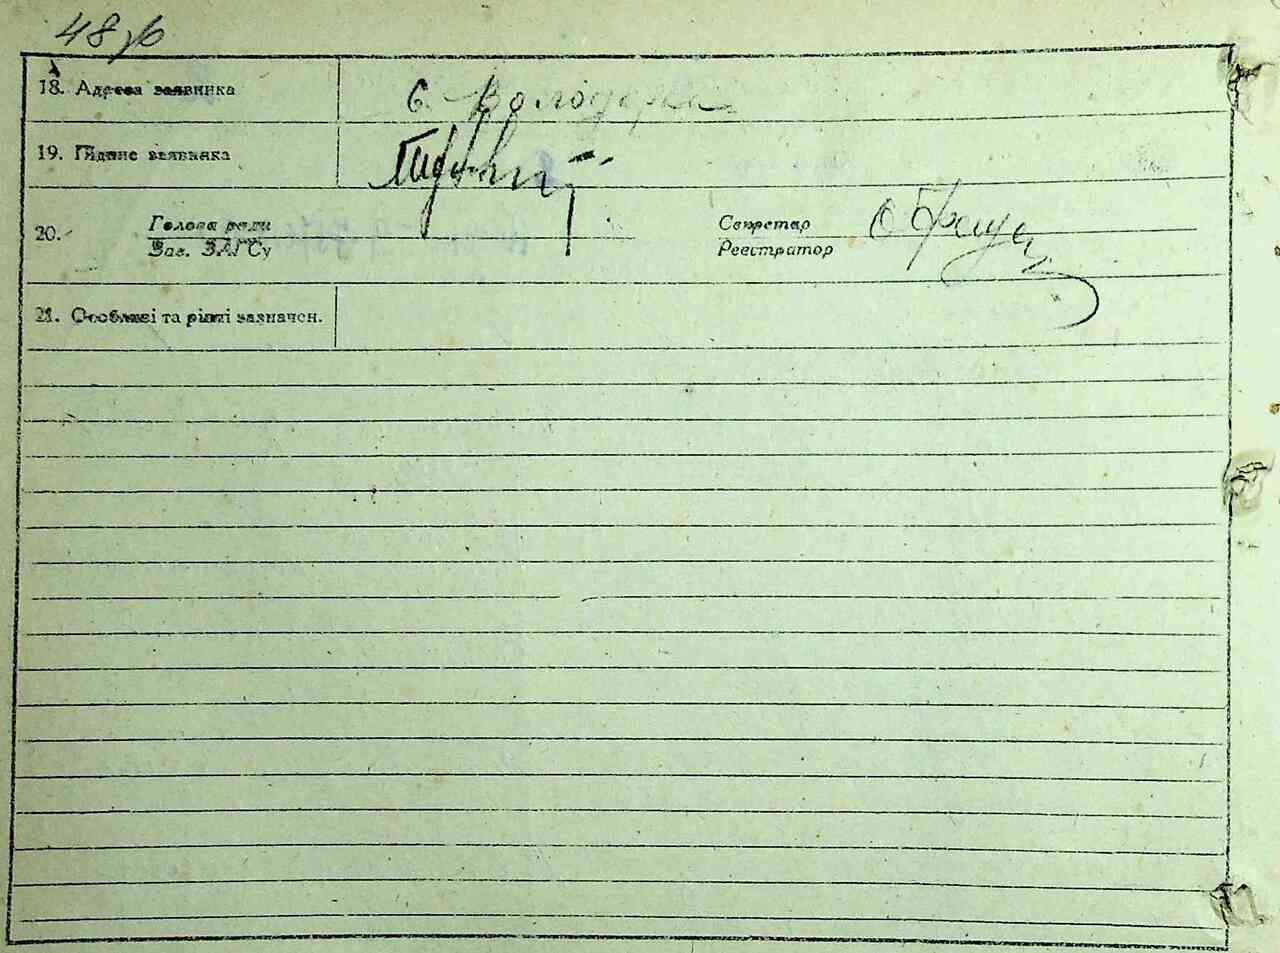 48 зв
18. Адреса заявника с. Володарка
19. Підпис заявника
20. Голова ради Секретар
Зав. ЗАГСу Реєстратор
21. Особливі та різні зазначен.